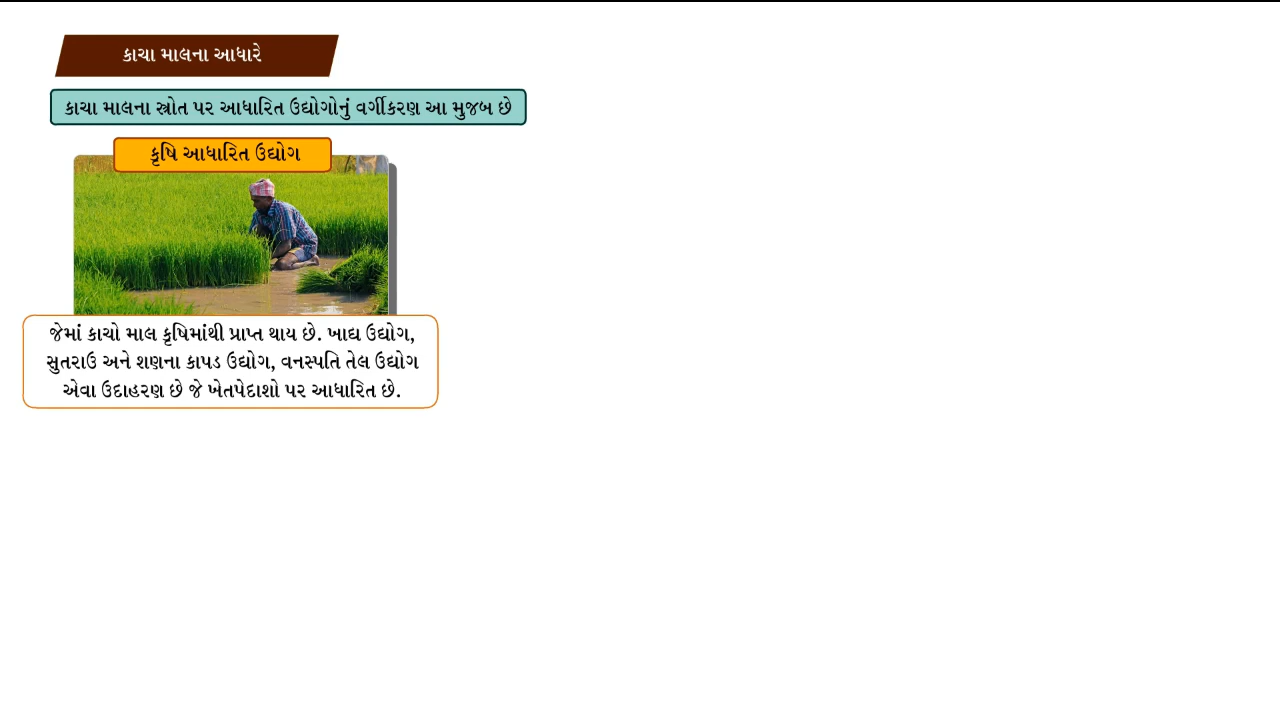 કાચા માલના આધારે
કાચા માલના સ્ત્રોત પર આધારિત ઉદ્યોગોનું વર્ગીકરણ આ મુજબ છે
કૃષિ આધારિત ઉદ્યોગ
જેમાં કાચો માલ કૃષિમાંથી પ્રાપ્ત થાય છે. ખાદ્ય ઉદ્યોગ,
સુતરાઉ અને શણના કાપડ ઉદ્યોગ, વનસ્પતિ તેલ ઉદ્યોગ
એવા ઉદાહરણ છે જે ખેતપેદાશો પર આધારિત છે.